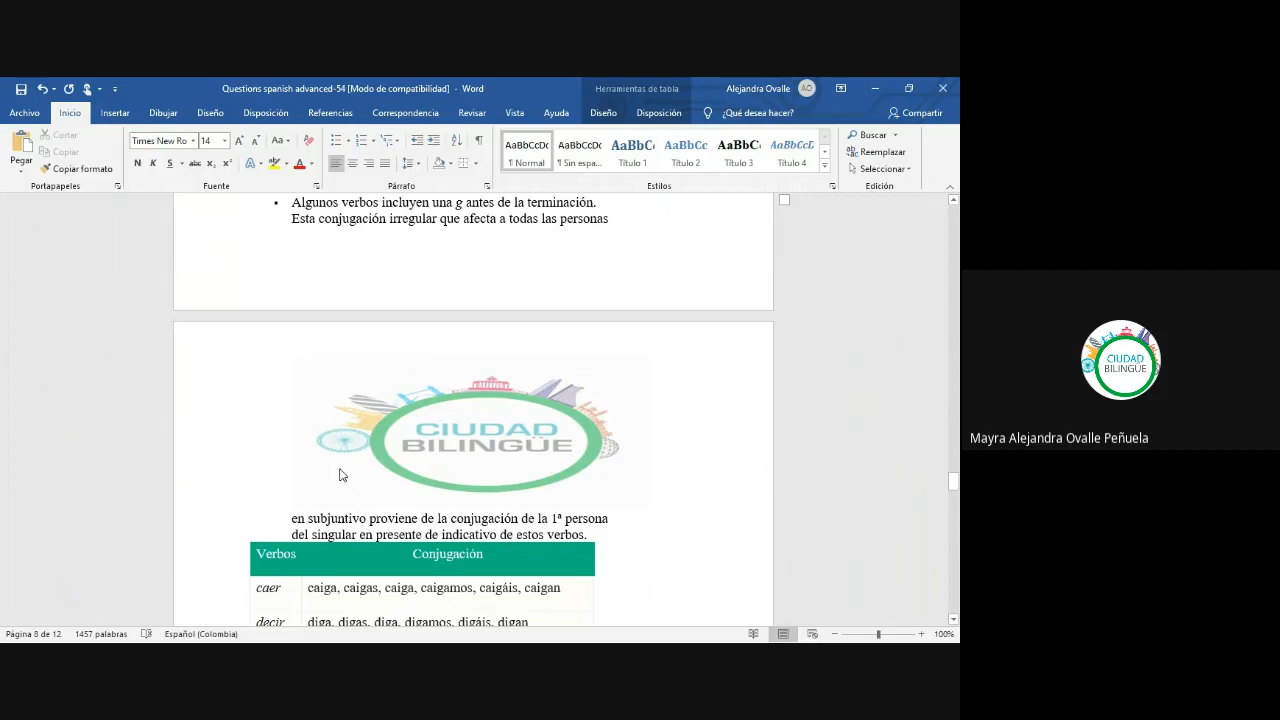 Questions spanish advanced-54 [Modo de compatibilidad] - Word
Herramientas de tabla
Alejandra Ovalle
AO
Archivo Inicio Insertar Dibujar Diseño Disposición Referencias Correspondencia Revisar Vista Ayuda Diseño Disposición ¿Qué desea hacer? Compartir
Pegar
Cortar
Copiar
Copiar formato
Times New Ro 14
N K S abc x₂ x²
AaBbCcDc AaBbCcDc AaBbC AaBbCc AaBbC AaBbCcD
¶ Normal ¶ Sin espa... Título 1 Título 2 Título 3 Título 4
Buscar
Reemplazar
Seleccionar
Portapapeles Fuente Párrafo Estilos Edición
• Algunos verbos incluyen una g antes de la terminación.
Esta conjugación irregular que afecta a todas las personas
CIUDAD
BILINGÜE
en subjuntivo proviene de la conjugación de la 1ª persona
del singular en presente de indicativo de estos verbos.
Verbos Conjugación
caer caiga, caigas, caiga, caigamos, caigáis, caigan
decir diga, digas, diga, digamos, digáis, digan
Página 8 de 12 1457 palabras Español (Colombia) 100%
CIUDAD
BILINGÜE
Mayra Alejandra Ovalle Peñuela